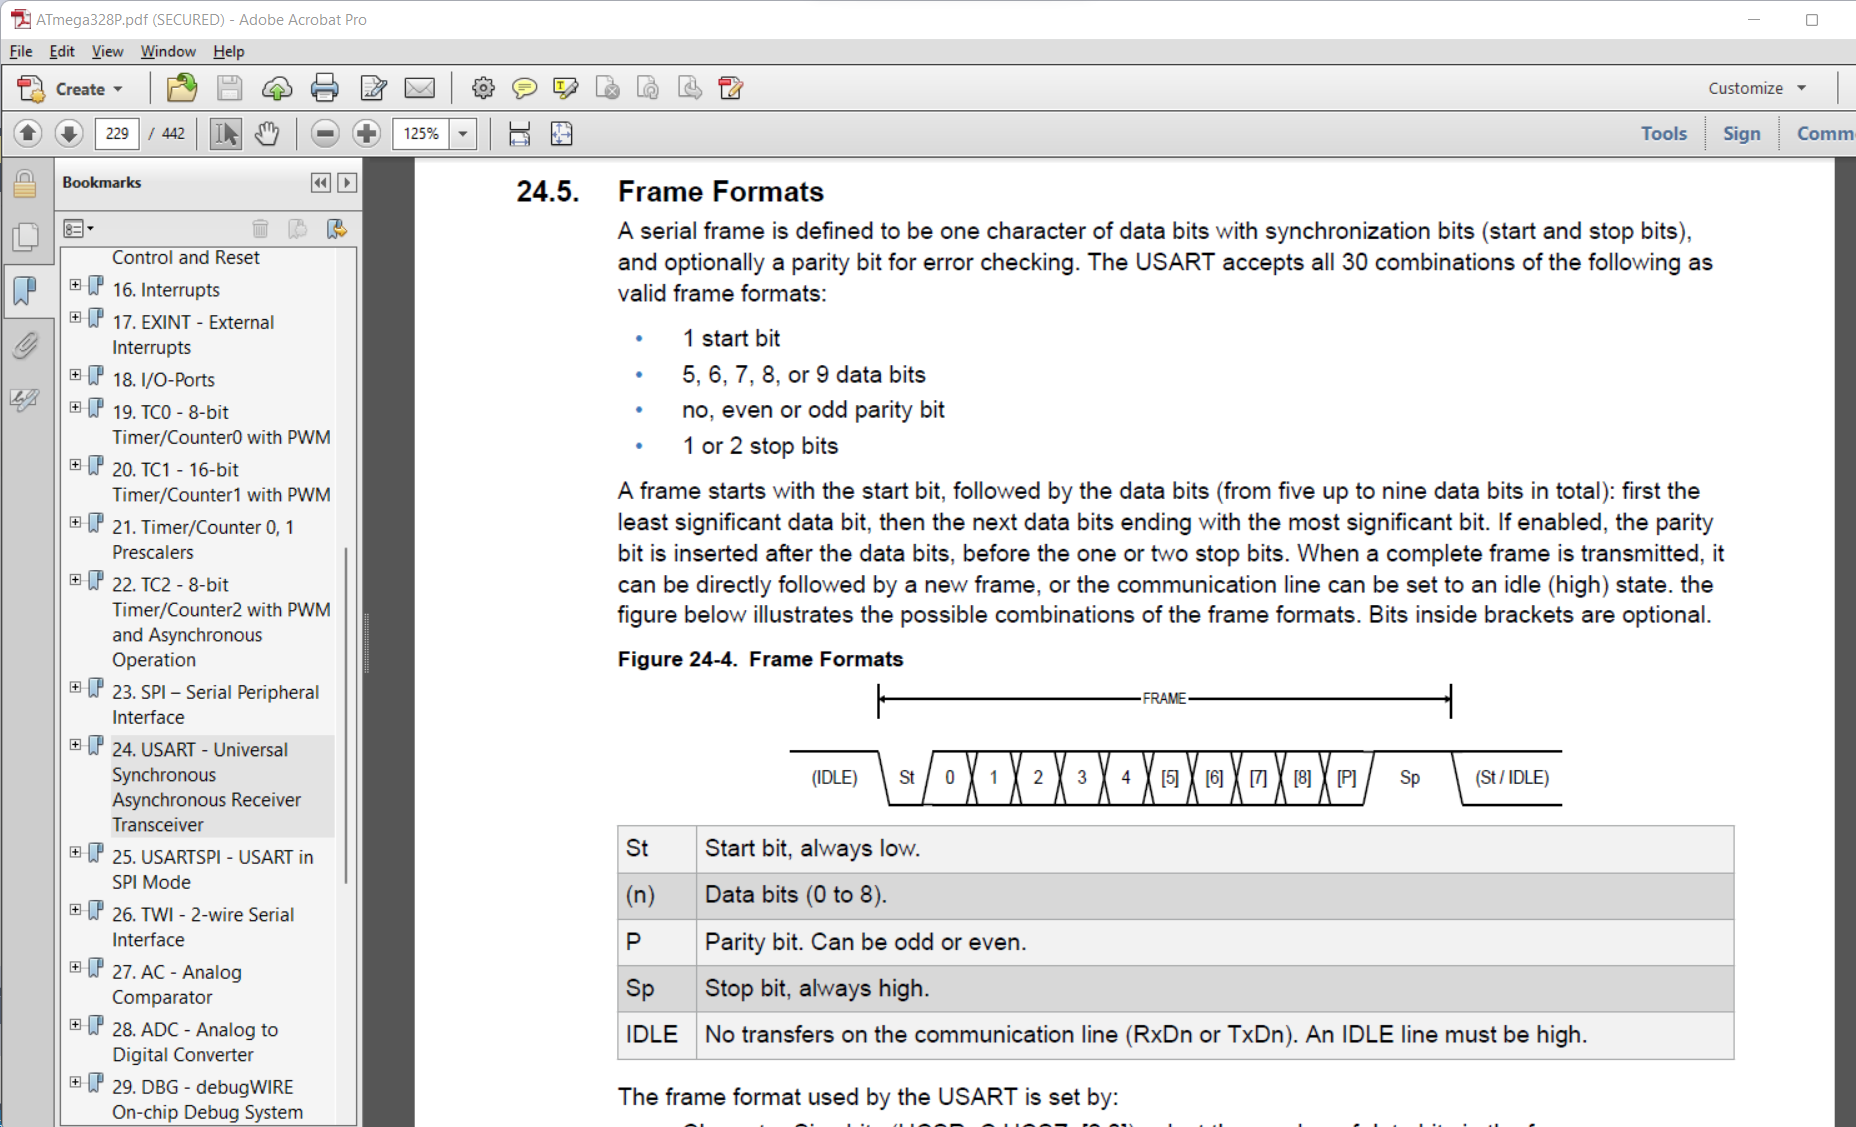 ATmega328P.pdf (SECURED) - Adobe Acrobat Pro
File Edit View Window Help
Create Customize
229 / 442 125% Tools Sign Comm
Bookmarks
Control and Reset
16. Interrupts
17. EXINT - External
Interrupts
18. I/O-Ports
19. TC0 - 8-bit
Timer/Counter0 with PWM
20. TC1 - 16-bit
Timer/Counter1 with PWM
21. Timer/Counter 0, 1
Prescalers
22. TC2 - 8-bit
Timer/Counter2 with PWM
and Asynchronous
Operation
23. SPI – Serial Peripheral
Interface
24. USART - Universal
Synchronous
Asynchronous Receiver
Transceiver
25. USARTSPI - USART in
SPI Mode
26. TWI - 2-wire Serial
Interface
27. AC - Analog
Comparator
28. ADC - Analog to
Digital Converter
29. DBG - debugWIRE
On-chip Debug System
24.5. Frame Formats
A serial frame is defined to be one character of data bits with synchronization bits (start and stop bits),
and optionally a parity bit for error checking. The USART accepts all 30 combinations of the following as
valid frame formats:
• 1 start bit
• 5, 6, 7, 8, or 9 data bits
• no, even or odd parity bit
• 1 or 2 stop bits
A frame starts with the start bit, followed by the data bits (from five up to nine data bits in total): first the
least significant data bit, then the next data bits ending with the most significant bit. If enabled, the parity
bit is inserted after the data bits, before the one or two stop bits. When a complete frame is transmitted, it
can be directly followed by a new frame, or the communication line can be set to an idle (high) state. the
figure below illustrates the possible combinations of the frame formats. Bits inside brackets are optional.
Figure 24-4. Frame Formats
FRAME
(IDLE) St 0 1 2 3 4 [5] [6] [7] [8] [P] Sp (St / IDLE)
St Start bit, always low.
(n) Data bits (0 to 8).
P Parity bit. Can be odd or even.
Sp Stop bit, always high.
IDLE No transfers on the communication line (RxDn or TxDn). An IDLE line must be high.
The frame format used by the USART is set by: